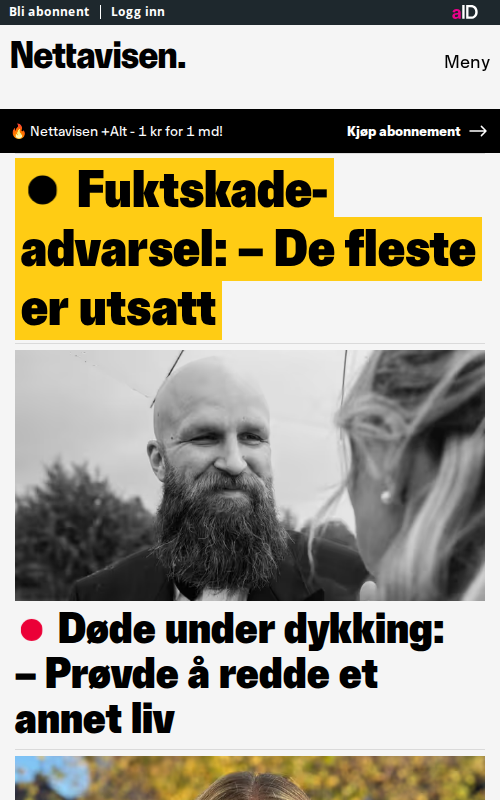 Bli abonnent | Logg inn
aID
Nettavisen.
Meny
🔥 Nettavisen +Alt - 1 kr for 1 md!
Kjøp abonnement →
Fuktskade-
advarsel: – De fleste
er utsatt
Døde under dykking:
– Prøvde å redde et
annet liv